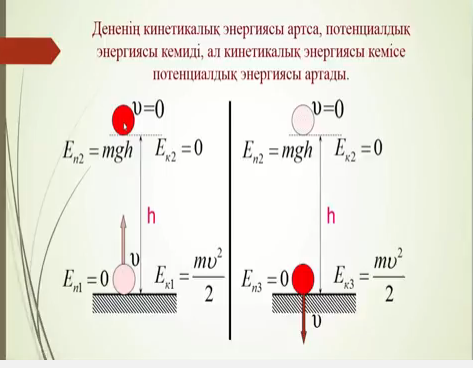 Дененің кинетикалық энергиясы артса, потенциалдық
энергиясы кемиді, ал кинетикалық энергиясы кемісе
потенциалдық энергиясы артады.
υ=0
Eп2 = mgh Eк2 = 0
h
υ
Eп1 = 0 Eк1 = mυ²/2
υ=0
Eп2 = mgh Eк2 = 0
h
Eп3 = 0 Eк3 = mυ²/2
υ